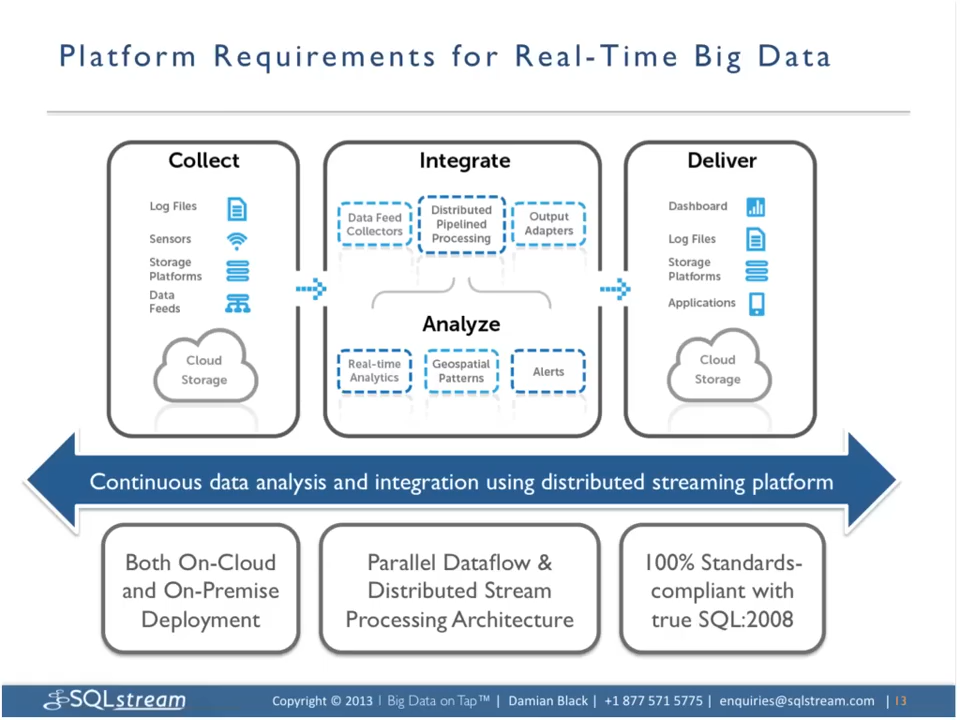 Platform Requirements for Real-Time Big Data
Collect
Log Files
Sensors
Storage
Platforms
Data
Feeds
Cloud
Storage
Integrate
Data Feed
Collectors
Distributed
Pipelined
Processing
Output
Adapters
Analyze
Real-time
Analytics
Geospatial
Patterns
Alerts
Deliver
Dashboard
Log Files
Storage
Platforms
Applications
Cloud
Storage
Continuous data analysis and integration using distributed streaming platform
Both On-Cloud
and On-Premise
Deployment
Parallel Dataflow &
Distributed Stream
Processing Architecture
100% Standards-
compliant with
true SQL:2008
SQLstream
Copyright © 2013 | Big Data on Tap™ | Damian Black | +1 877 571 5775 | enquiries@sqlstream.com | 13